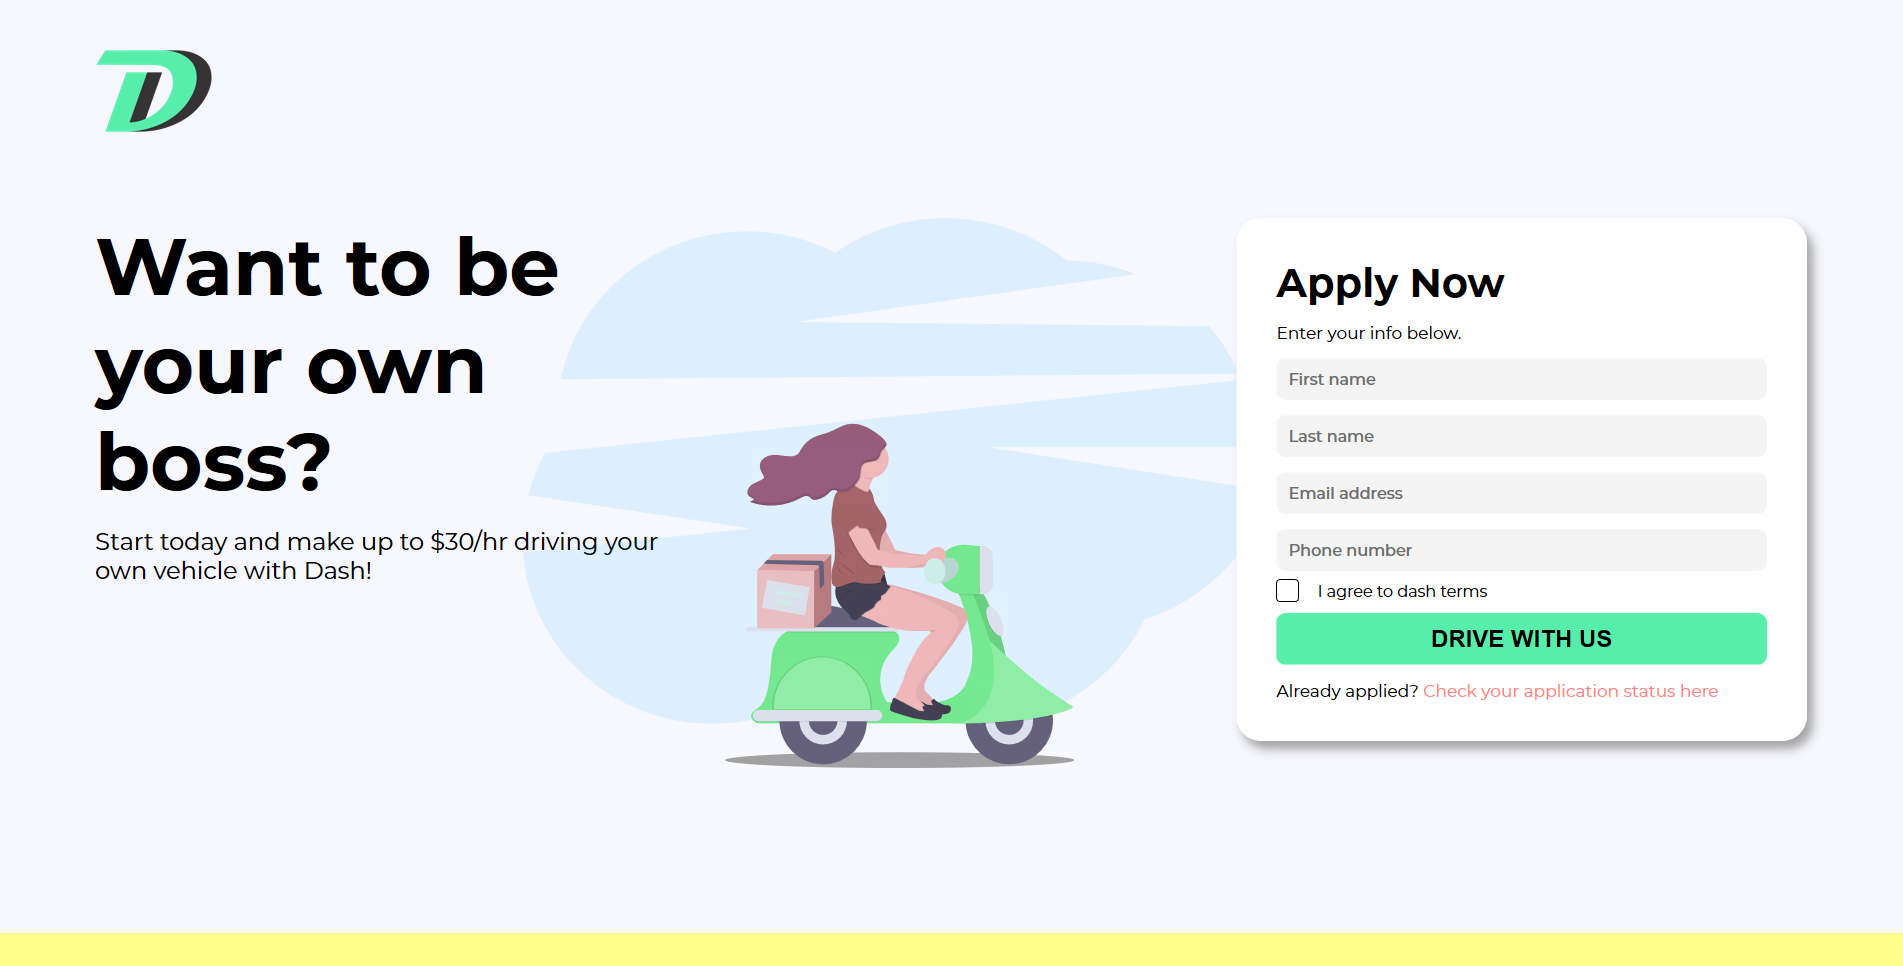 Want to be
your own
boss?
Start today and make up to $30/hr driving your
own vehicle with Dash!
Apply Now
Enter your info below.
First name
Last name
Email address
Phone number
I agree to dash terms
DRIVE WITH US
Already applied? Check your application status here